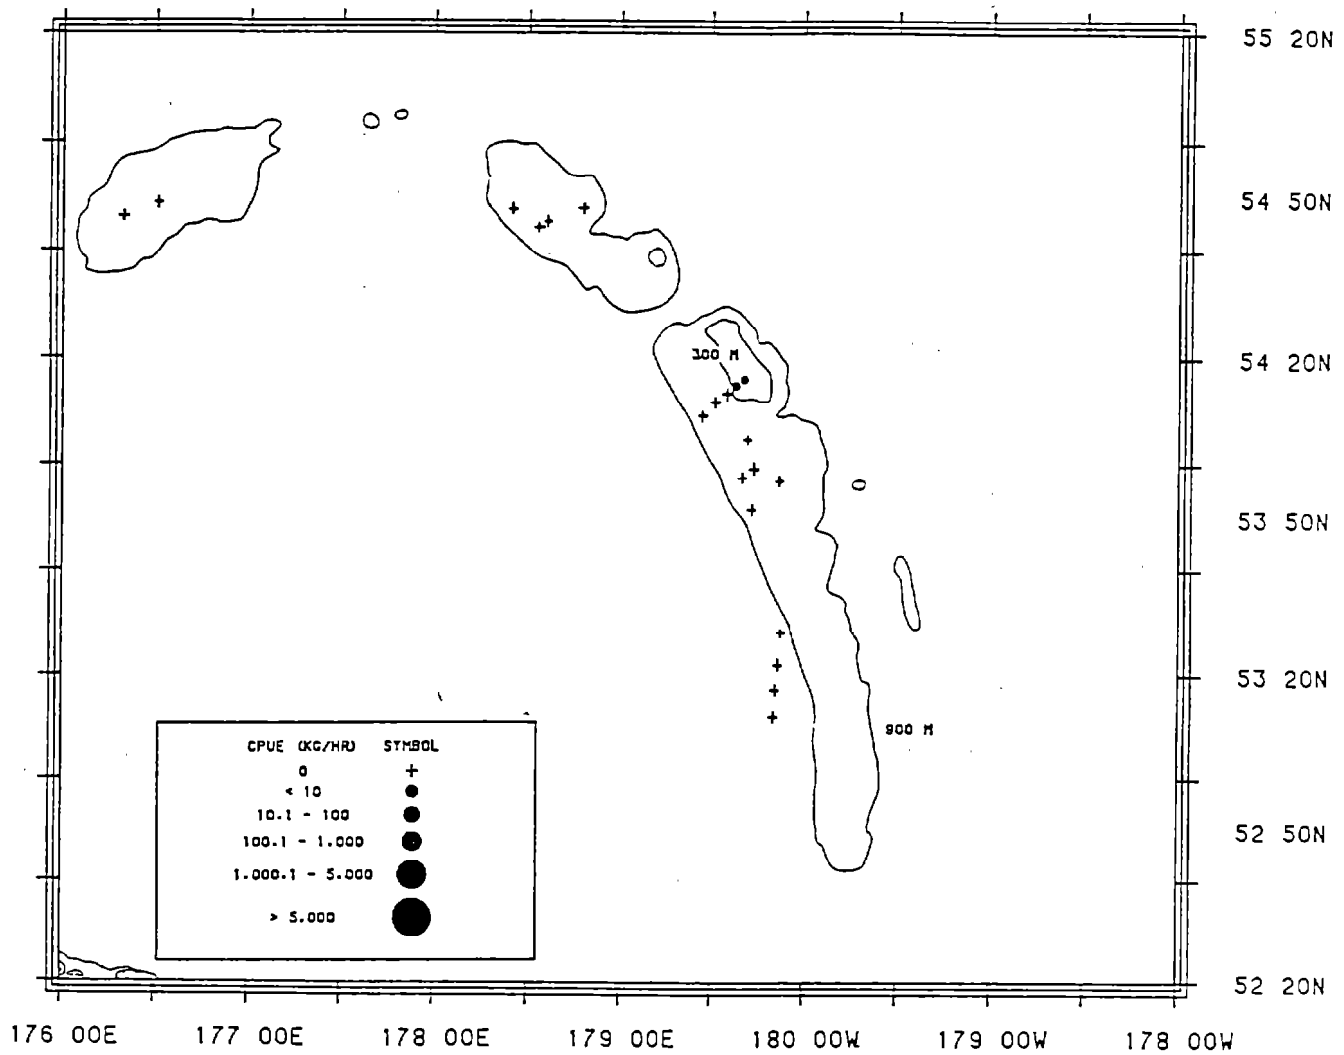 55 20N
54 50N
300 M
54 20N
53 50N
53 20N
900 M
CPUE (KG/HR) SYMBOL
0 +
< 10
10.1 - 100
100.1 - 1.000
1.000.1 - 5.000
> 5.000
52 50N
52 20N
176 00E 177 00E 178 00E 179 00E 180 00W 179 00W 178 00W